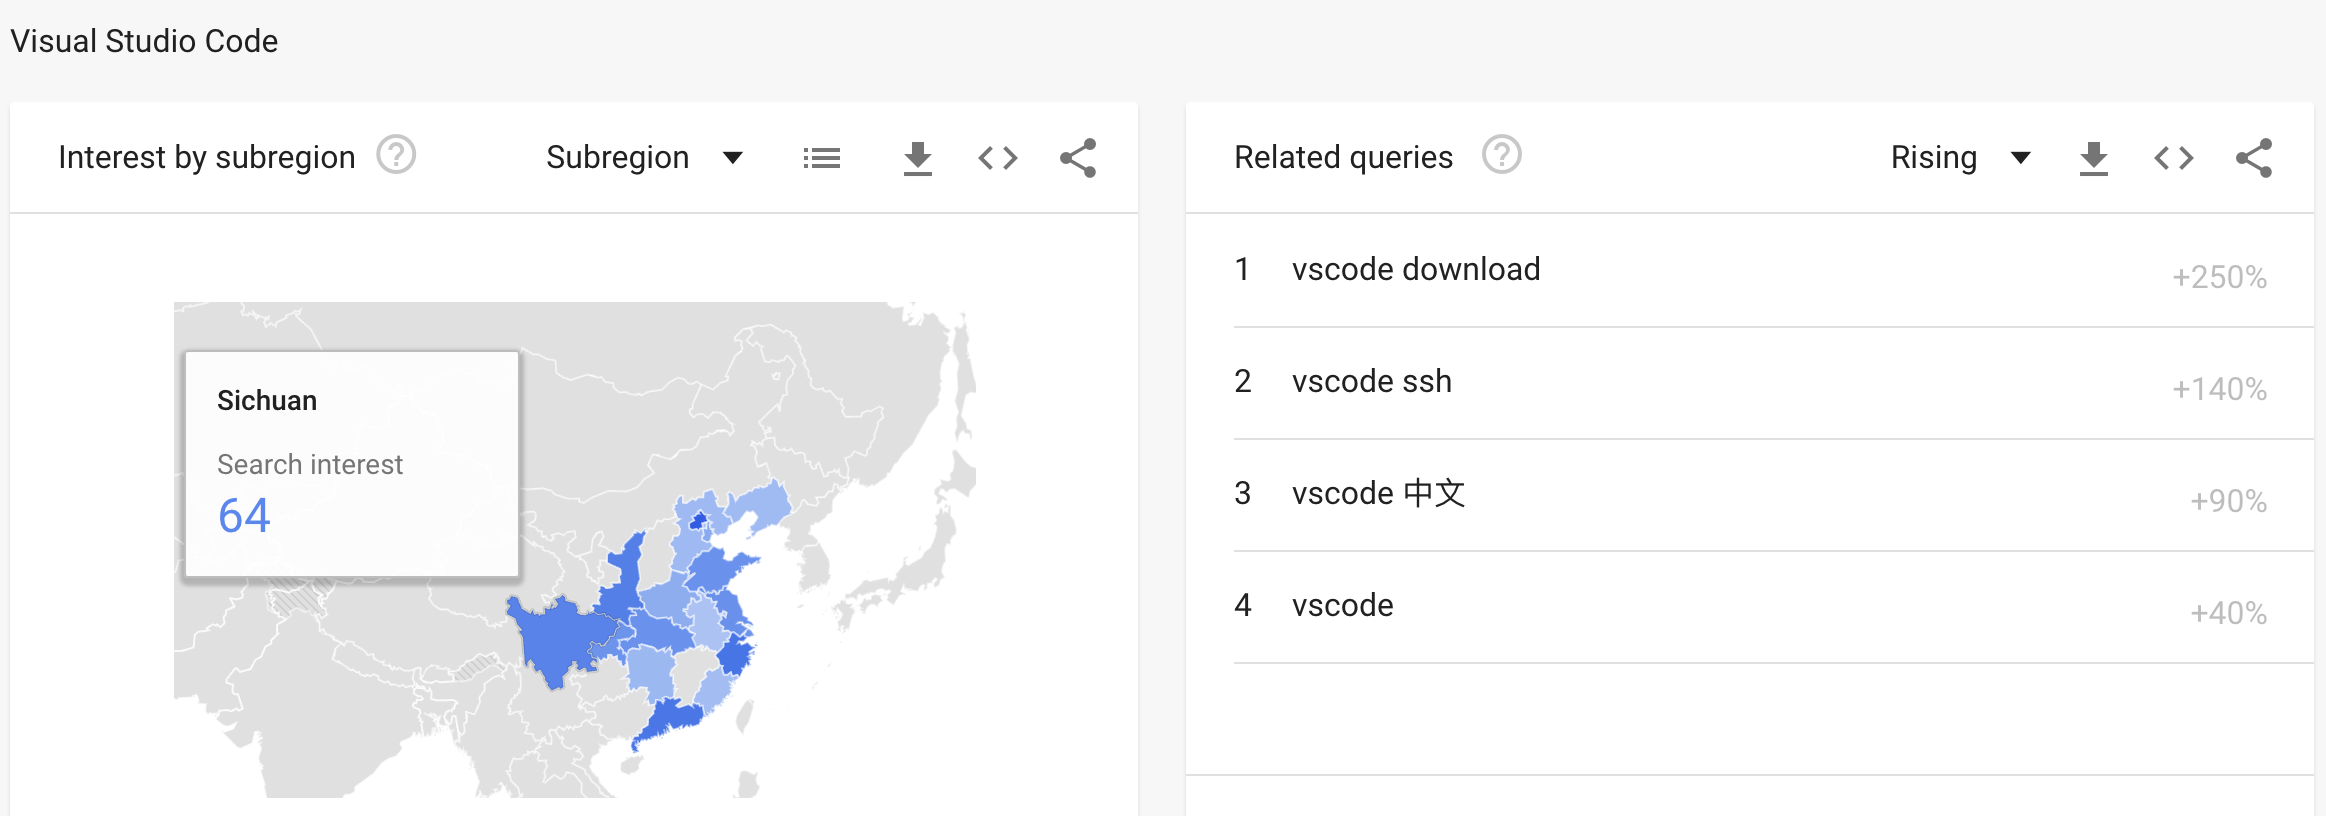 Visual Studio Code
Interest by subregion
Subregion
Sichuan
Search interest
64
Related queries
Rising
1 vscode download +250%
2 vscode ssh +140%
3 vscode 中文 +90%
4 vscode +40%